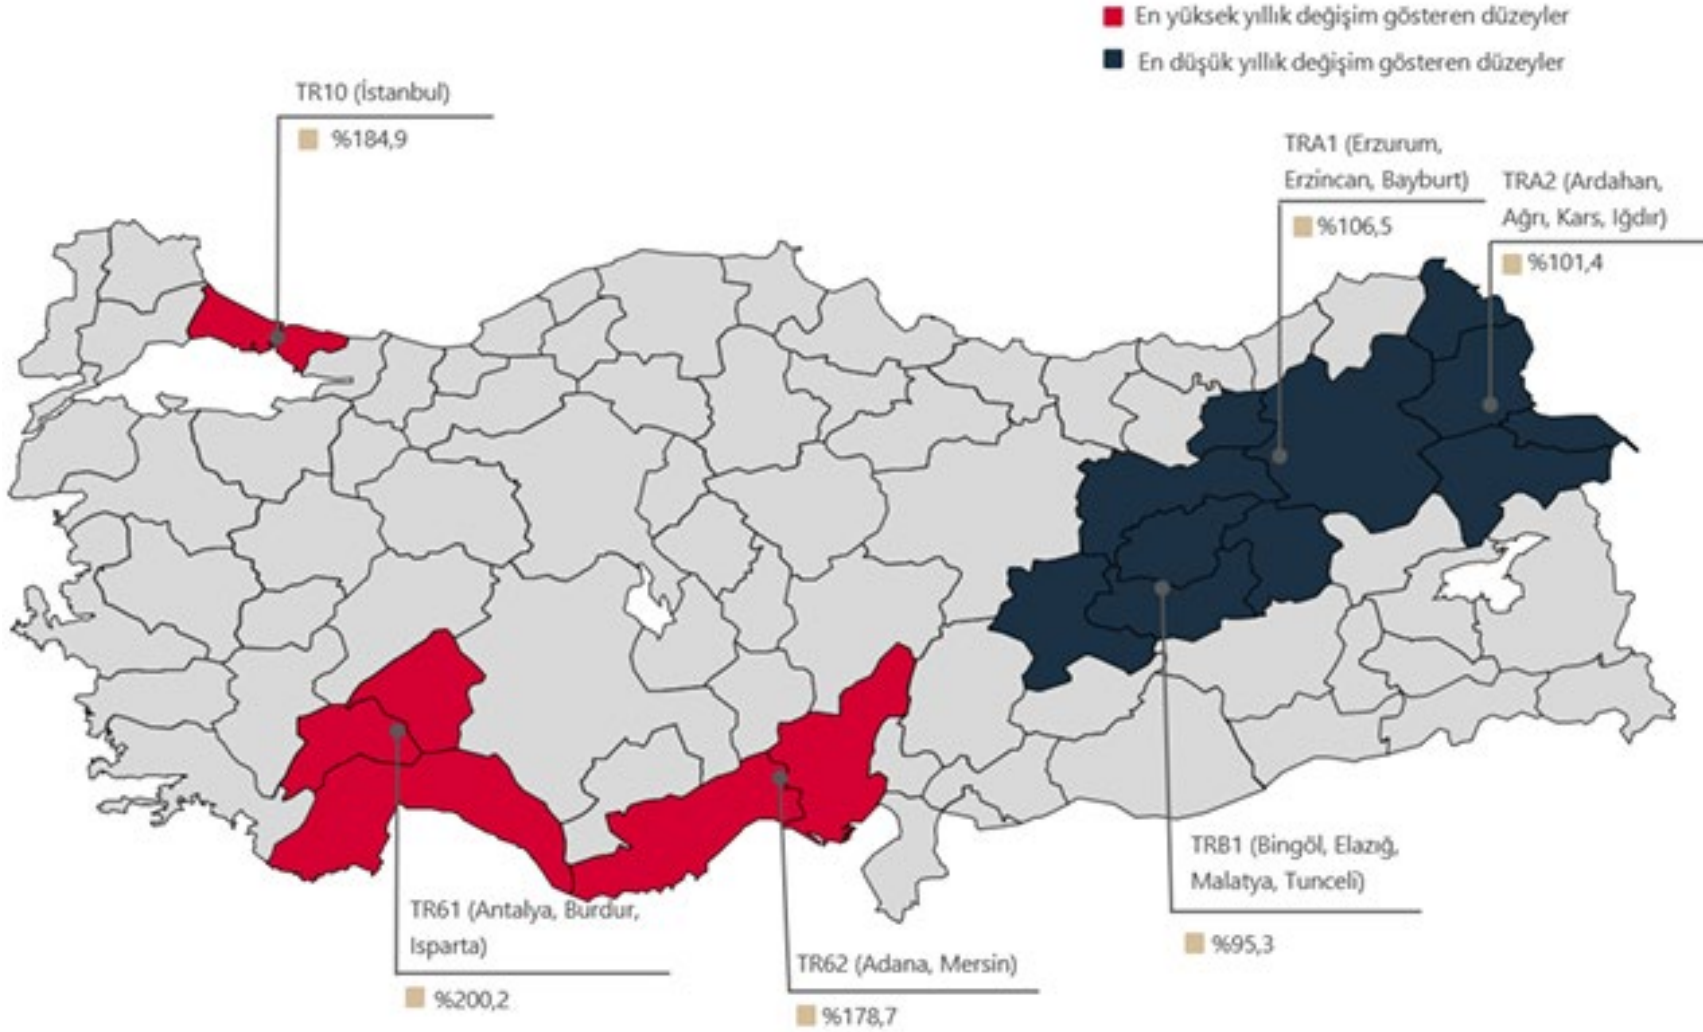 En yüksek yıllık değişim gösteren düzeyler
En düşük yıllık değişim gösteren düzeyler
TR10 (İstanbul)
%184,9
TRA1 (Erzurum,
Erzincan, Bayburt)
%106,5
TRA2 (Ardahan,
Ağrı, Kars, Iğdır)
%101,4
TR61 (Antalya, Burdur,
Isparta)
%200,2
TR62 (Adana, Mersin)
%178,7
TRB1 (Bingöl, Elazığ,
Malatya, Tunceli)
%95,3